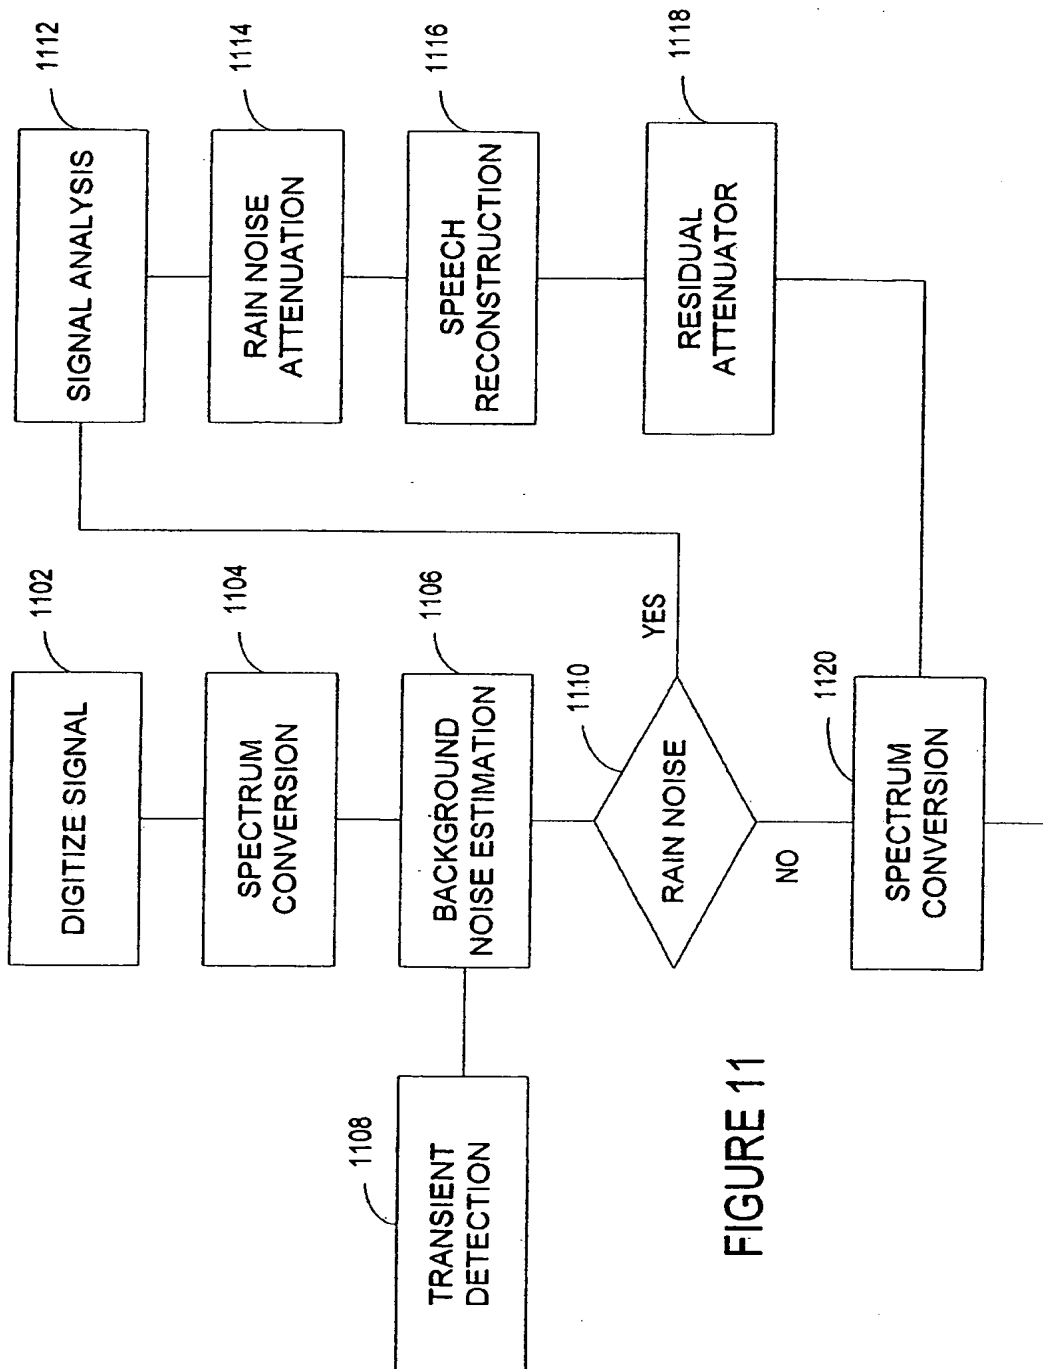 1102
DIGITIZE SIGNAL
1104
SPECTRUM
CONVERSION
1106
BACKGROUND
NOISE ESTIMATION
1108
TRANSIENT
DETECTION
1110
RAIN NOISE
YES
NO
1112
SIGNAL ANALYSIS
1114
RAIN NOISE
ATTENUATION
1116
SPEECH
RECONSTRUCTION
1118
RESIDUAL
ATTENUATOR
1120
SPECTRUM
CONVERSION
FIGURE 11